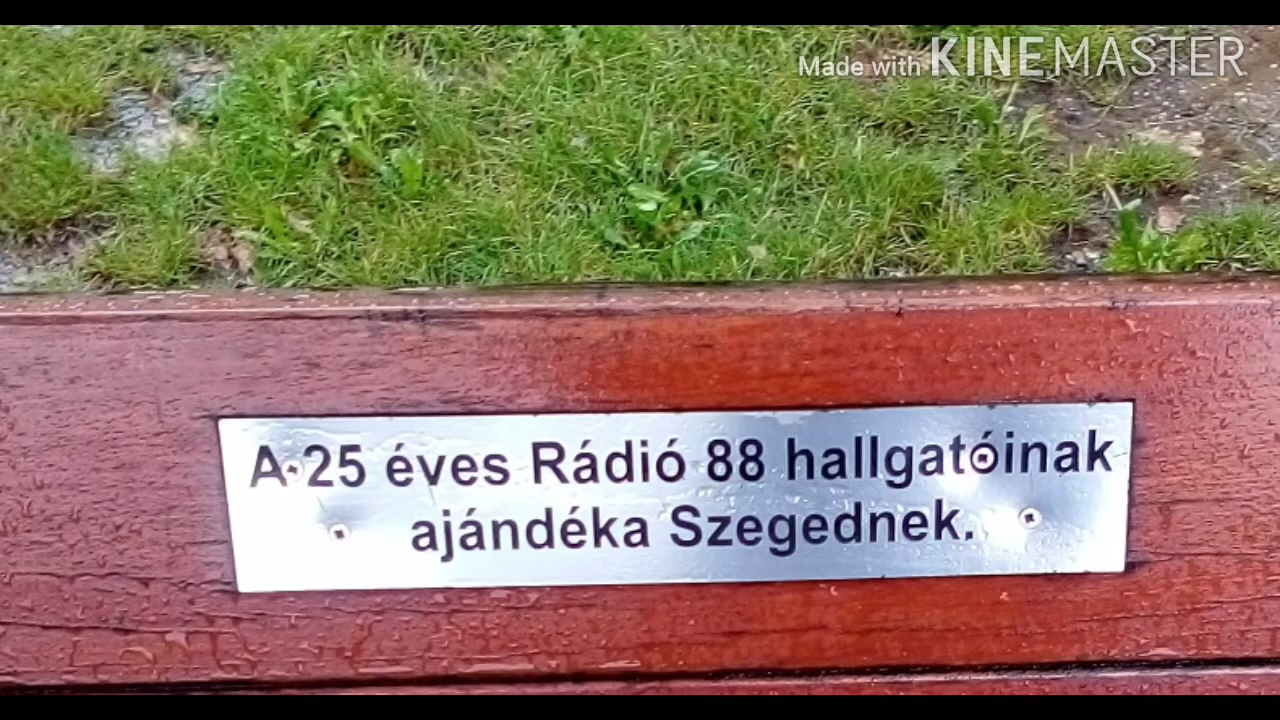 Made with KINEMASTER
A 25 éves Rádió 88 hallgatóinak
ajándéka Szegednek.